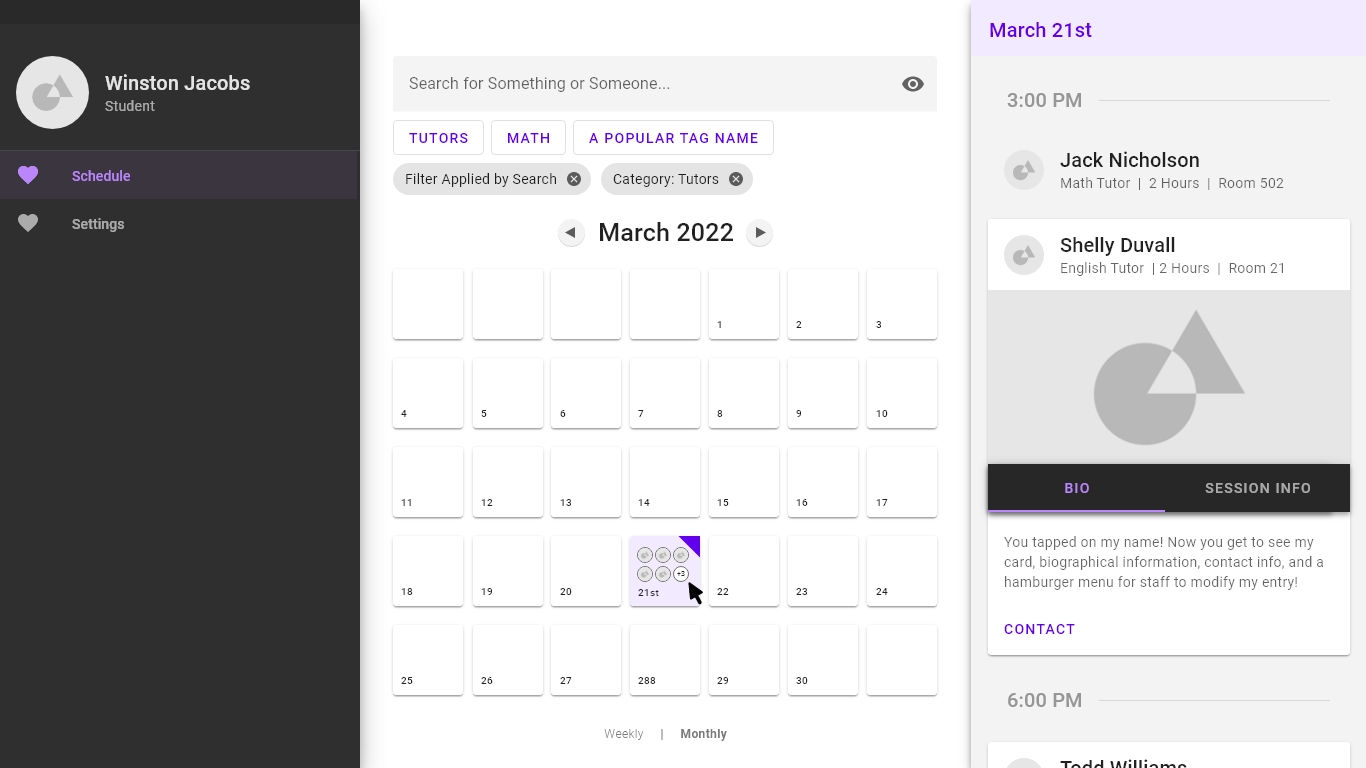 Winston Jacobs
Student
Schedule
Settings
Search for Something or Someone...
TUTORS
MATH
A POPULAR TAG NAME
Filter Applied by Search
Category: Tutors
March 2022
1
2
3
4
5
6
7
8
9
10
11
12
13
14
15
16
17
18
19
20
+3
21st
22
23
24
25
26
27
288
29
30
Weekly | Monthly
March 21st
3:00 PM
Jack Nicholson
Math Tutor | 2 Hours | Room 502
Shelly Duvall
English Tutor | 2 Hours | Room 21
BIO
SESSION INFO
You tapped on my name! Now you get to see my
card, biographical information, contact info, and a
hamburger menu for staff to modify my entry!
CONTACT
6:00 PM
Todd Williams